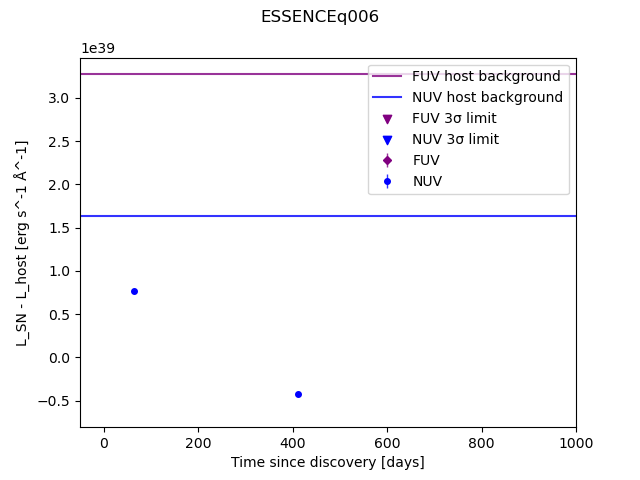 ESSENCEq006
1e39
FUV host background
NUV host background
FUV 3σ limit
NUV 3σ limit
FUV
NUV
3.0
2.5
2.0
1.5
1.0
0.5
0.0
−0.5
L_SN - L_host [erg s^-1 Å^-1]
0
200
400
600
800
1000
Time since discovery [days]